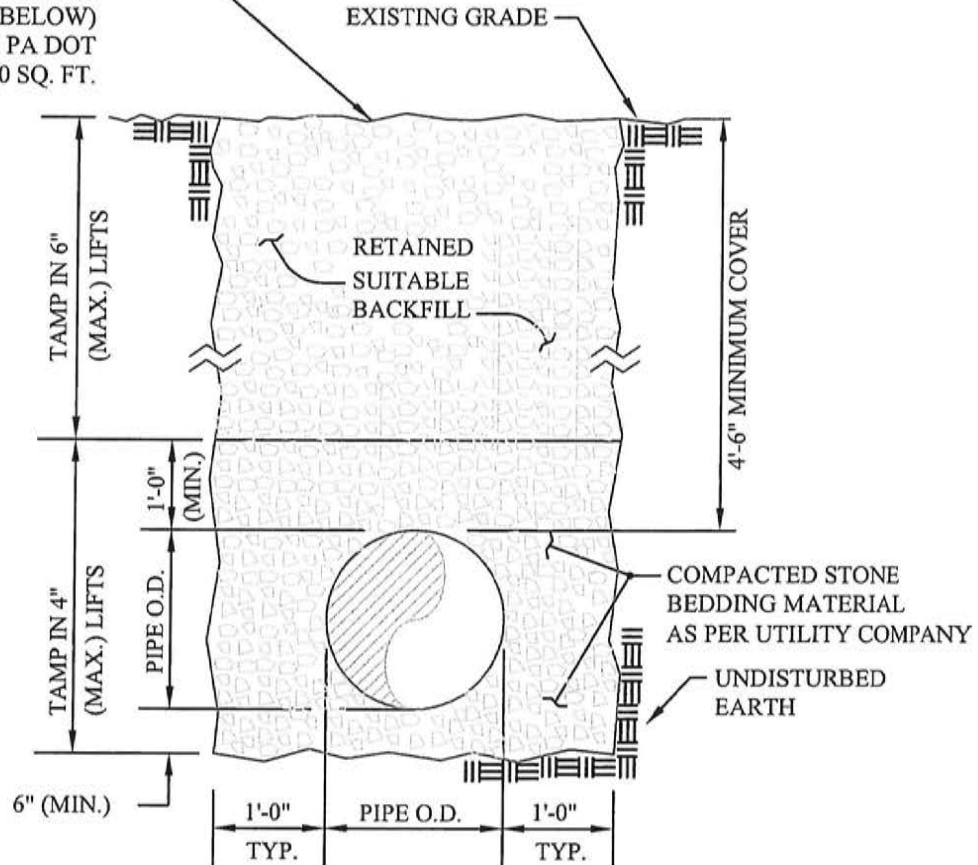 BELOW)
PA DOT
0 SQ. FT.
EXISTING GRADE
TAMP IN 6"
(MAX.) LIFTS
RETAINED
SUITABLE
BACKFILL
4'-6" MINIMUM COVER
1'-0"
(MIN.)
TAMP IN 4"
(MAX.) LIFTS
PIPE O.D.
COMPACTED STONE
BEDDING MATERIAL
AS PER UTILITY COMPANY
UNDISTURBED
EARTH
6" (MIN.)
1'-0"
TYP.
PIPE O.D.
1'-0"
TYP.